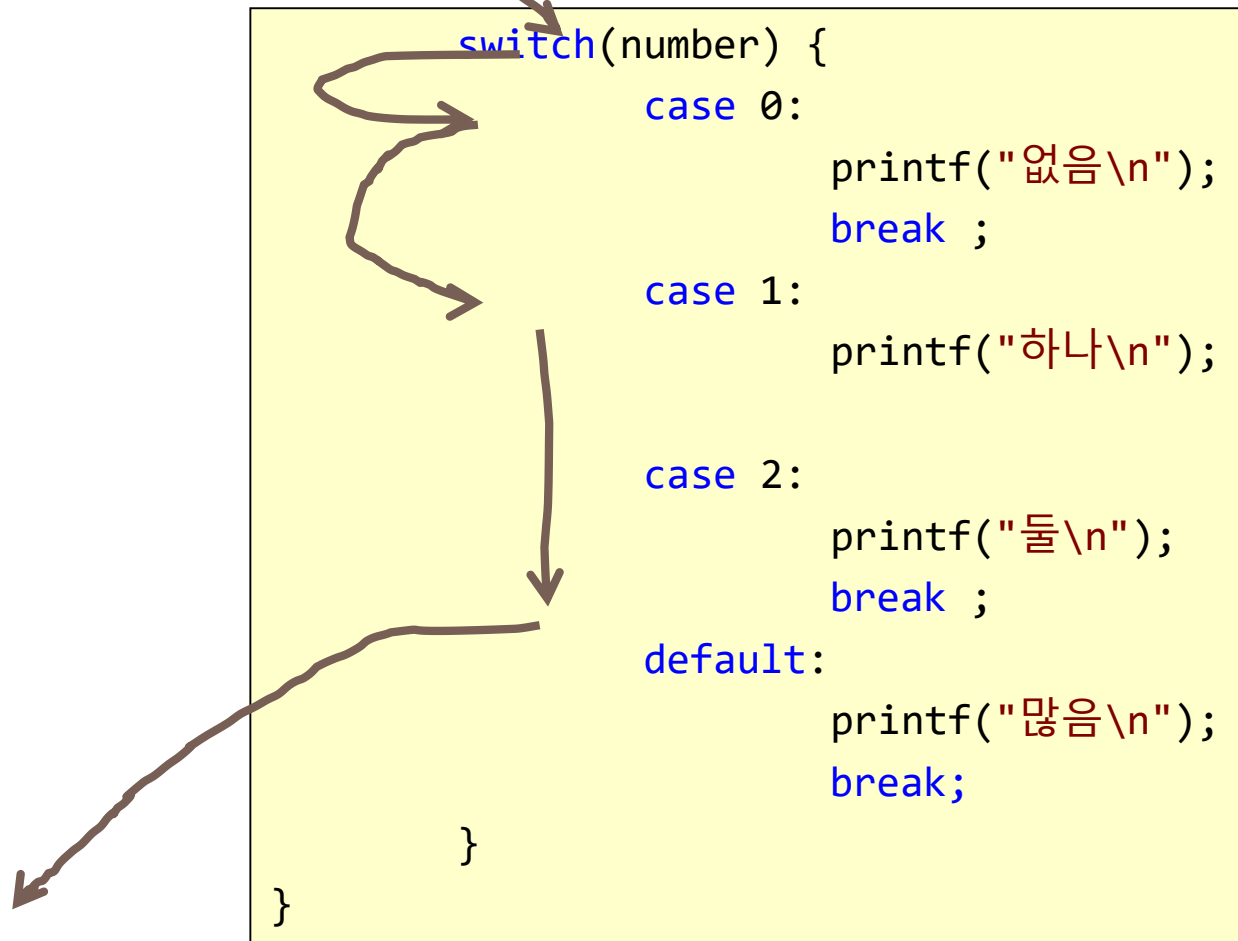 switch(number) {
case 0:
printf("없음\n");
break ;
case 1:
printf("하나\n");
case 2:
printf("둘\n");
break ;
default:
printf("많음\n");
break;
}
}